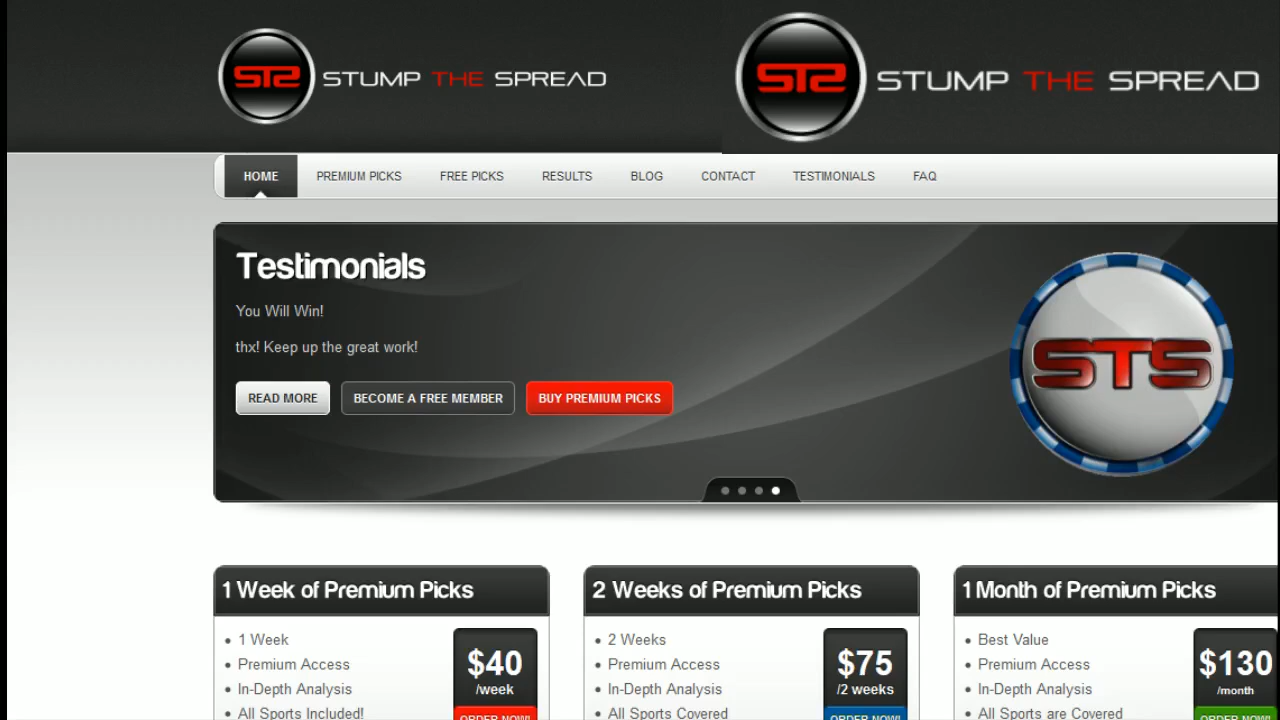 STS STUMP THE SPREAD
STS STUMP THE SPREAD
HOME PREMIUM PICKS FREE PICKS RESULTS BLOG CONTACT TESTIMONIALS FAQ
Testimonials
You Will Win!
thx! Keep up the great work!
READ MORE BECOME A FREE MEMBER BUY PREMIUM PICKS
STS
1 Week of Premium Picks
• 1 Week
• Premium Access
• In-Depth Analysis
• All Sports Included!
$40
/week
ORDER NOW!
2 Weeks of Premium Picks
• 2 Weeks
• Premium Access
• In-Depth Analysis
• All Sports Covered
$75
/2 weeks
ORDER NOW!
1 Month of Premium Picks
• Best Value
• Premium Access
• In-Depth Analysis
• All Sports are Covered
$130
/month
ORDER NOW!